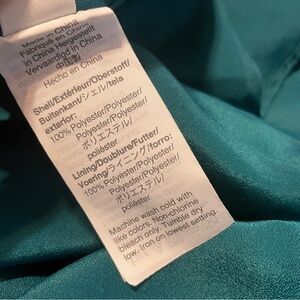 Made in China
Fabriqué en China
In China Hergestellt
Vervaardigd in China
中国製
Hecho en China
Shell/Extérieur/Oberstoff/
Buitenkant/シェル/tela
exterior:
100% Polyester/Polyester/
Polyester/Polyester/
ポリエステル/
poliéster
Lining/Doublure/Futter/
Voering/ライニング/forro:
100% Polyester/Polyester/
Polyester/Polyester/
ポリエステル/
poliéster
Machine wash cold with
like colors. Non-chlorine
bleach only. Tumble dry
low. Iron on lowest setting.